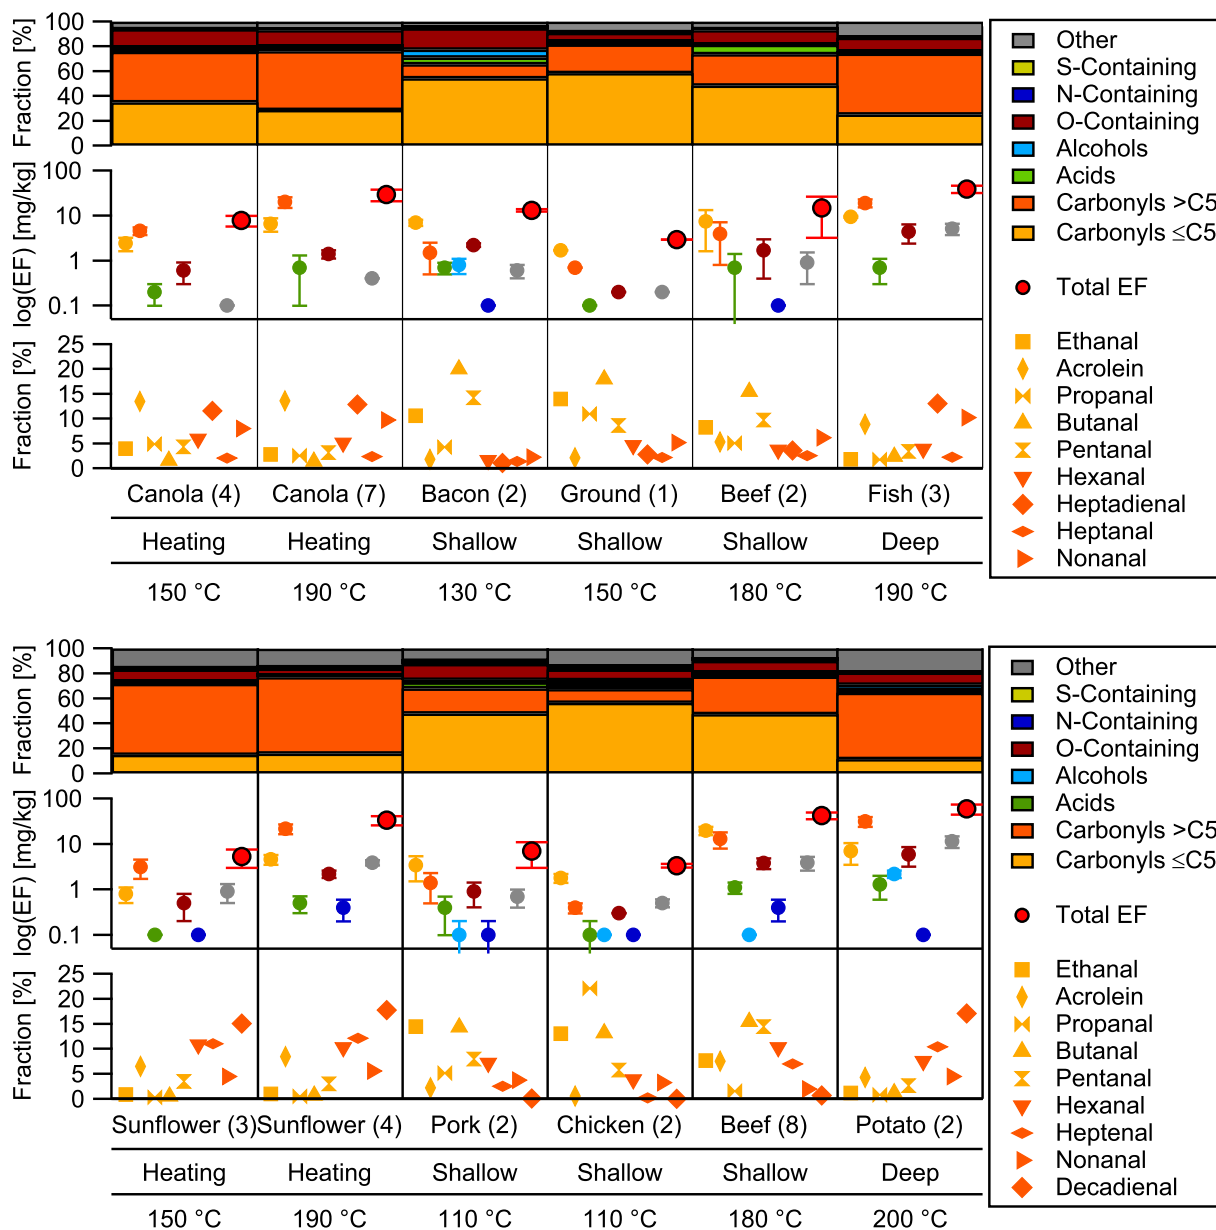 Fraction [%]
100
80
60
40
20
0
log(EF) [mg/kg]
100
10
1
0.1
Fraction [%]
25
20
15
10
5
0
Canola (4) Canola (7) Bacon (2) Ground (1) Beef (2) Fish (3)
Heating Heating Shallow Shallow Shallow Deep
150 °C 190 °C 130 °C 150 °C 180 °C 190 °C
Other
S-Containing
N-Containing
O-Containing
Alcohols
Acids
Carbonyls >C5
Carbonyls ≤C5
Total EF
Ethanal
Acrolein
Propanal
Butanal
Pentanal
Hexanal
Heptadienal
Heptanal
Nonanal
Fraction [%]
100
80
60
40
20
0
log(EF) [mg/kg]
100
10
1
0.1
Fraction [%]
25
20
15
10
5
0
Sunflower (3) Sunflower (4) Pork (2) Chicken (2) Beef (8) Potato (2)
Heating Heating Shallow Shallow Shallow Deep
150 °C 190 °C 110 °C 110 °C 180 °C 200 °C
Other
S-Containing
N-Containing
O-Containing
Alcohols
Acids
Carbonyls >C5
Carbonyls ≤C5
Total EF
Ethanal
Acrolein
Propanal
Butanal
Pentanal
Hexanal
Heptenal
Nonanal
Decadienal